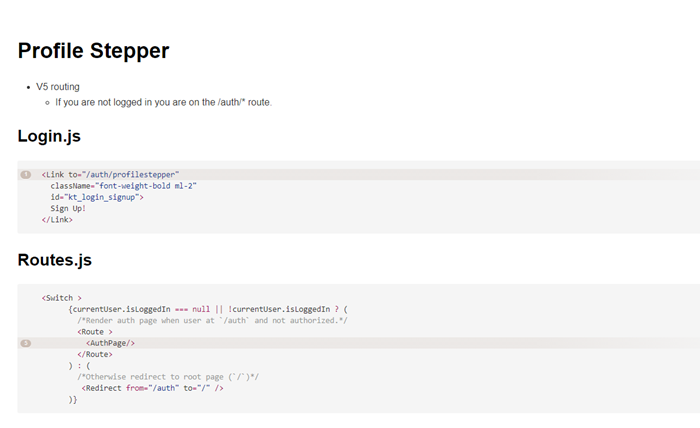 Profile Stepper
V5 routing
If you are not logged in you are on the /auth/* route.
Login.js
1 <Link to="/auth/profilestepper"
className="font-weight-bold ml-2"
id="kt_login_signup">
Sign Up!
</Link>
Routes.js
<Switch >
{currentUser.isLoggedIn === null || !currentUser.isLoggedIn ? (
/*Render auth page when user at `/auth` and not authorized.*/
<Route >
<AuthPage/>
</Route>
) : (
/*Otherwise redirect to root page (`/`)*/
<Redirect from="/auth" to="/" />
)}